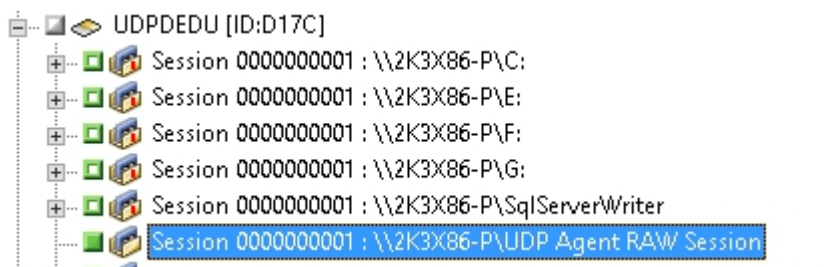 UDPDEDU [ID:D17C]
Session 0000000001 : \\2K3X86-P\C:
Session 0000000001 : \\2K3X86-P\E:
Session 0000000001 : \\2K3X86-P\F:
Session 0000000001 : \\2K3X86-P\G:
Session 0000000001 : \\2K3X86-P\SqlServerWriter
Session 0000000001 : \\2K3X86-P\UDP Agent RAW Session